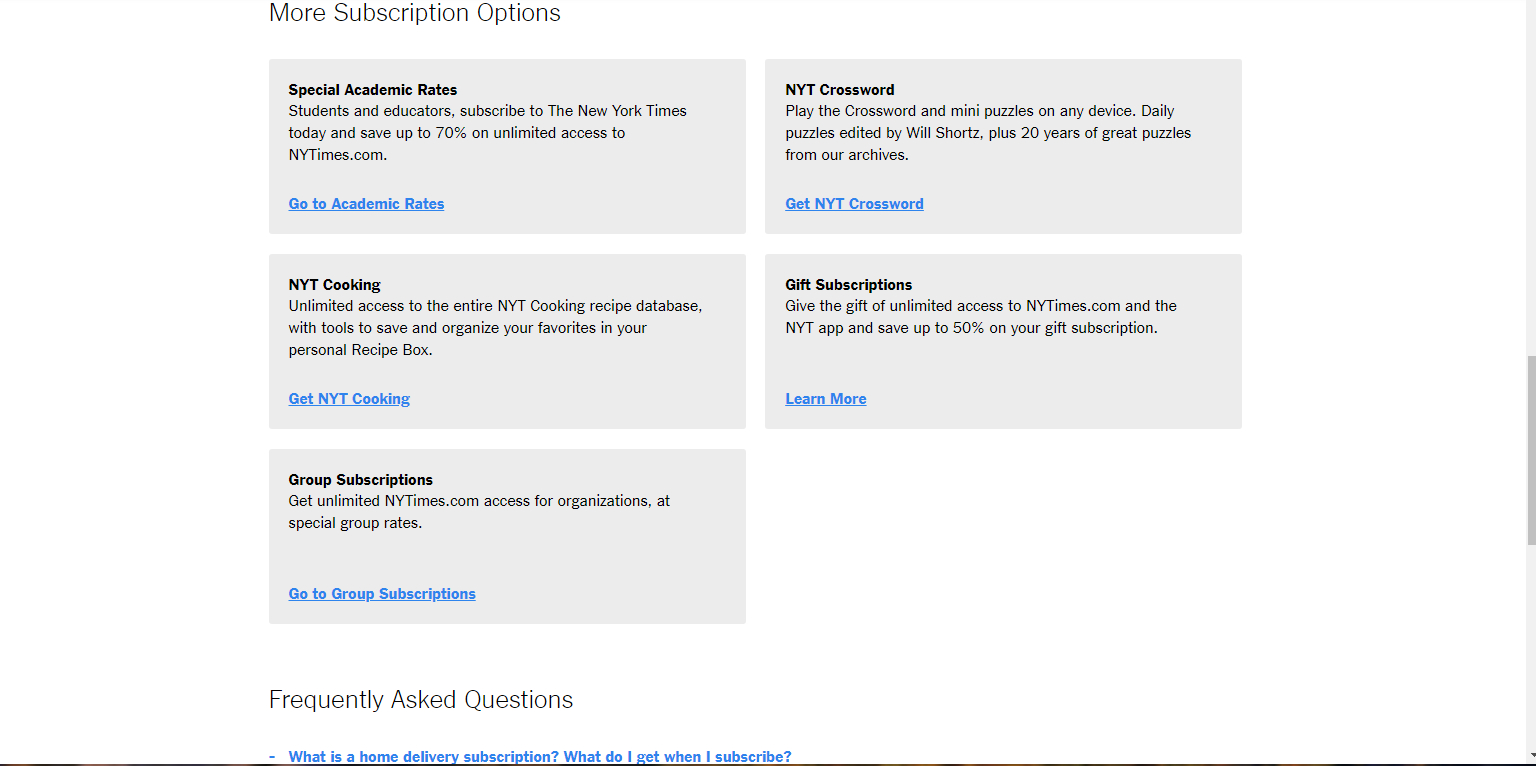 More Subscription Options
Special Academic Rates
Students and educators, subscribe to The New York Times
today and save up to 70% on unlimited access to
NYTimes.com.
Go to Academic Rates
NYT Crossword
Play the Crossword and mini puzzles on any device. Daily
puzzles edited by Will Shortz, plus 20 years of great puzzles
from our archives.
Get NYT Crossword
NYT Cooking
Unlimited access to the entire NYT Cooking recipe database,
with tools to save and organize your favorites in your
personal Recipe Box.
Get NYT Cooking
Gift Subscriptions
Give the gift of unlimited access to NYTimes.com and the
NYT app and save up to 50% on your gift subscription.
Learn More
Group Subscriptions
Get unlimited NYTimes.com access for organizations, at
special group rates.
Go to Group Subscriptions
Frequently Asked Questions
- What is a home delivery subscription? What do I get when I subscribe?